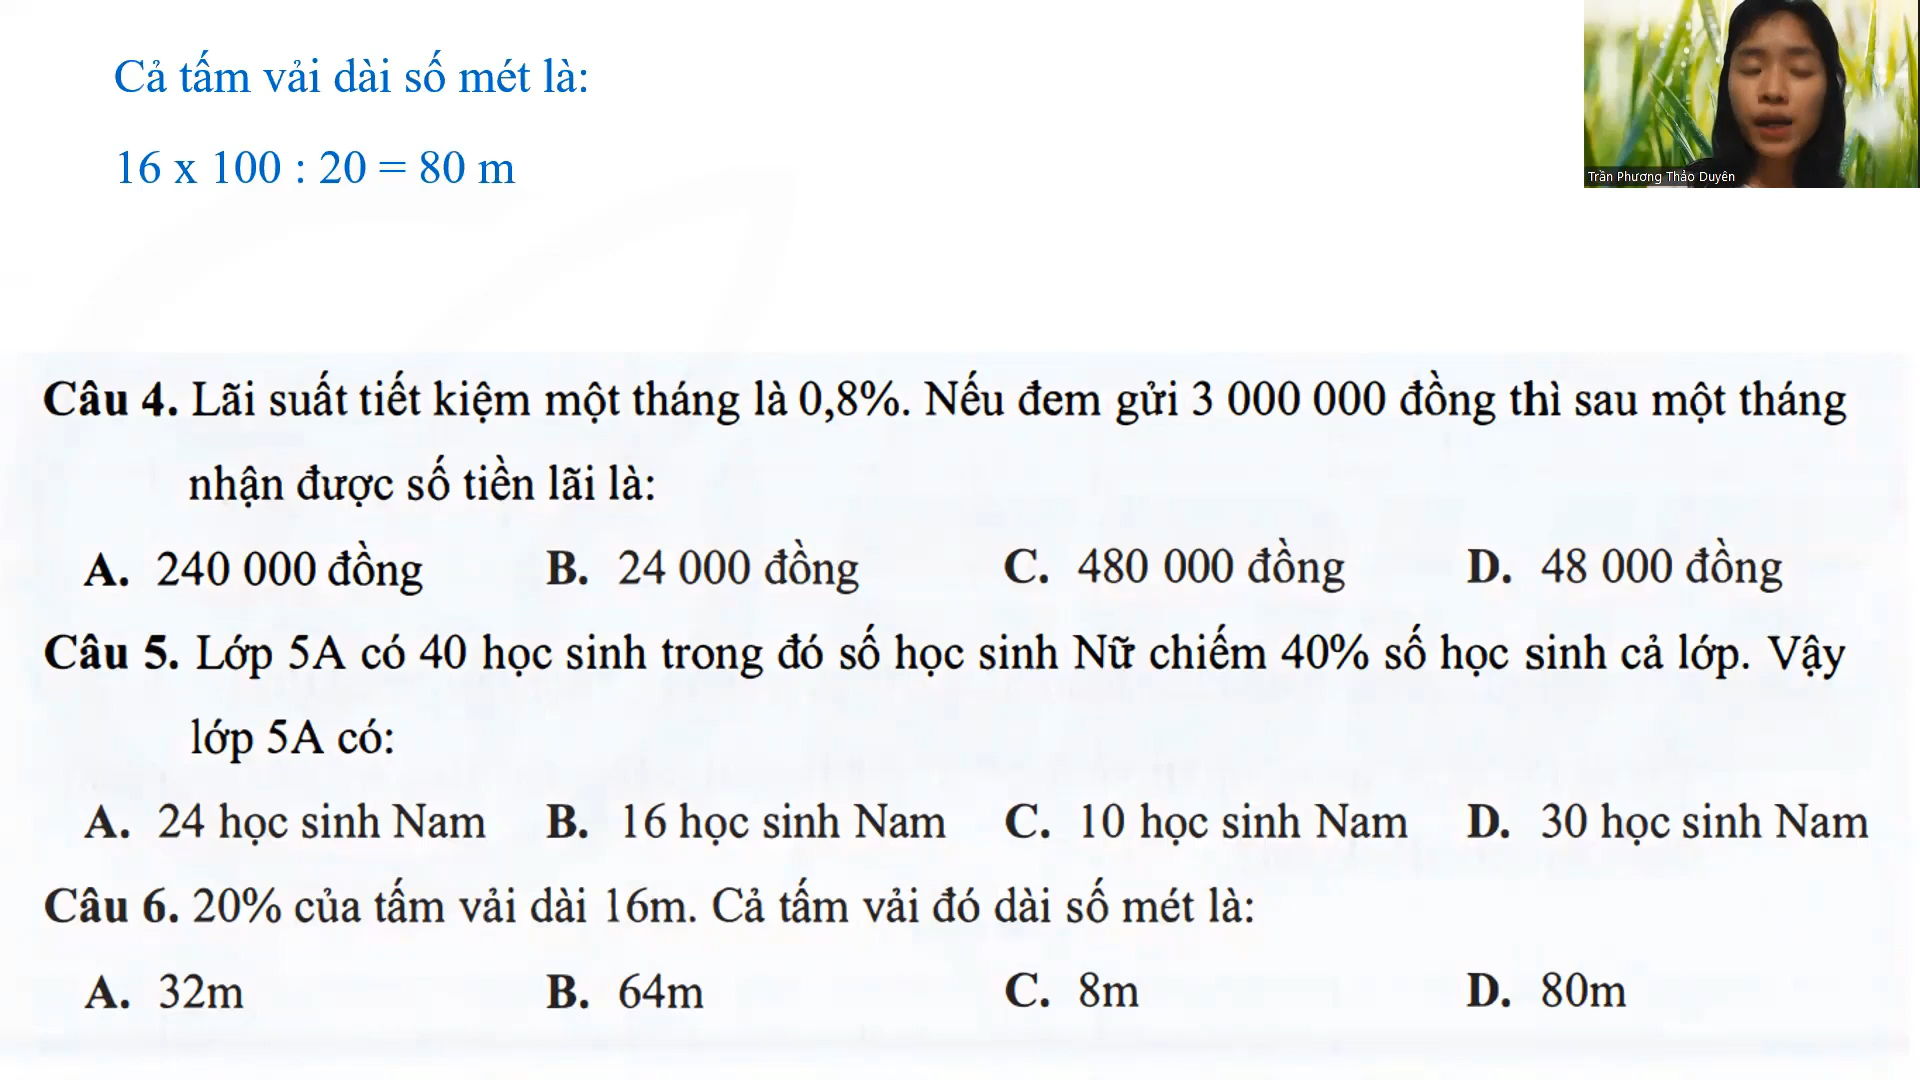 Cả tấm vải dài số mét là:
16 x 100 : 20 = 80 m
Trần Phương Thảo Duyên
Câu 4. Lãi suất tiết kiệm một tháng là 0,8%. Nếu đem gửi 3 000 000 đồng thì sau một tháng
nhận được số tiền lãi là:
A. 240 000 đồng B. 24 000 đồng C. 480 000 đồng D. 48 000 đồng
Câu 5. Lớp 5A có 40 học sinh trong đó số học sinh Nữ chiếm 40% số học sinh cả lớp. Vậy
lớp 5A có:
A. 24 học sinh Nam B. 16 học sinh Nam C. 10 học sinh Nam D. 30 học sinh Nam
Câu 6. 20% của tấm vải dài 16m. Cả tấm vải đó dài số mét là:
A. 32m B. 64m C. 8m D. 80m